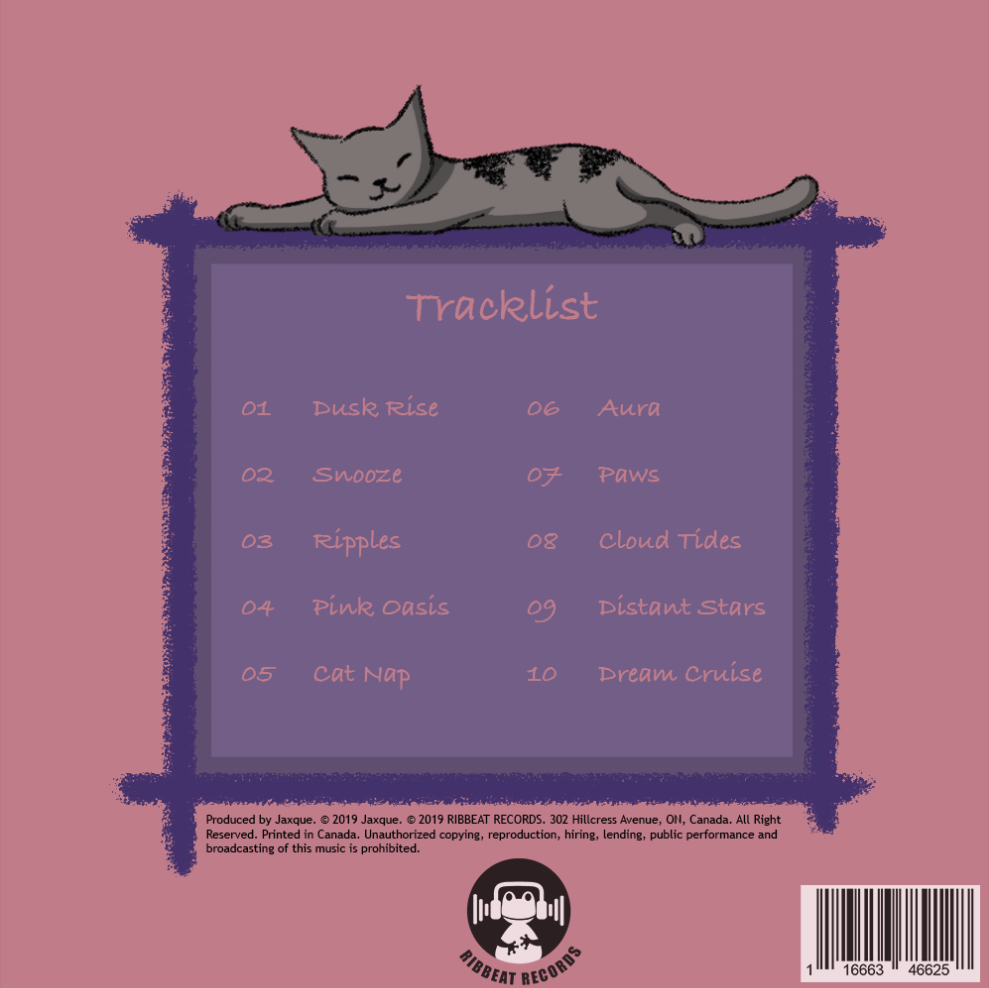 Tracklist
01 Dusk Rise
02 Snooze
03 Ripples
04 Pink Oasis
05 Cat Nap
06 Aura
07 Paws
08 Cloud Tides
09 Distant Stars
10 Dream Cruise
Produced by Jaxque. © 2019 Jaxque. © 2019 RIBBEAT RECORDS. 302 Hillcress Avenue, ON, Canada. All Right
Reserved. Printed in Canada. Unauthorized copying, reproduction, hiring, lending, public performance and
broadcasting of this music is prohibited.
RIBBEAT RECORDS
1 16663 46625